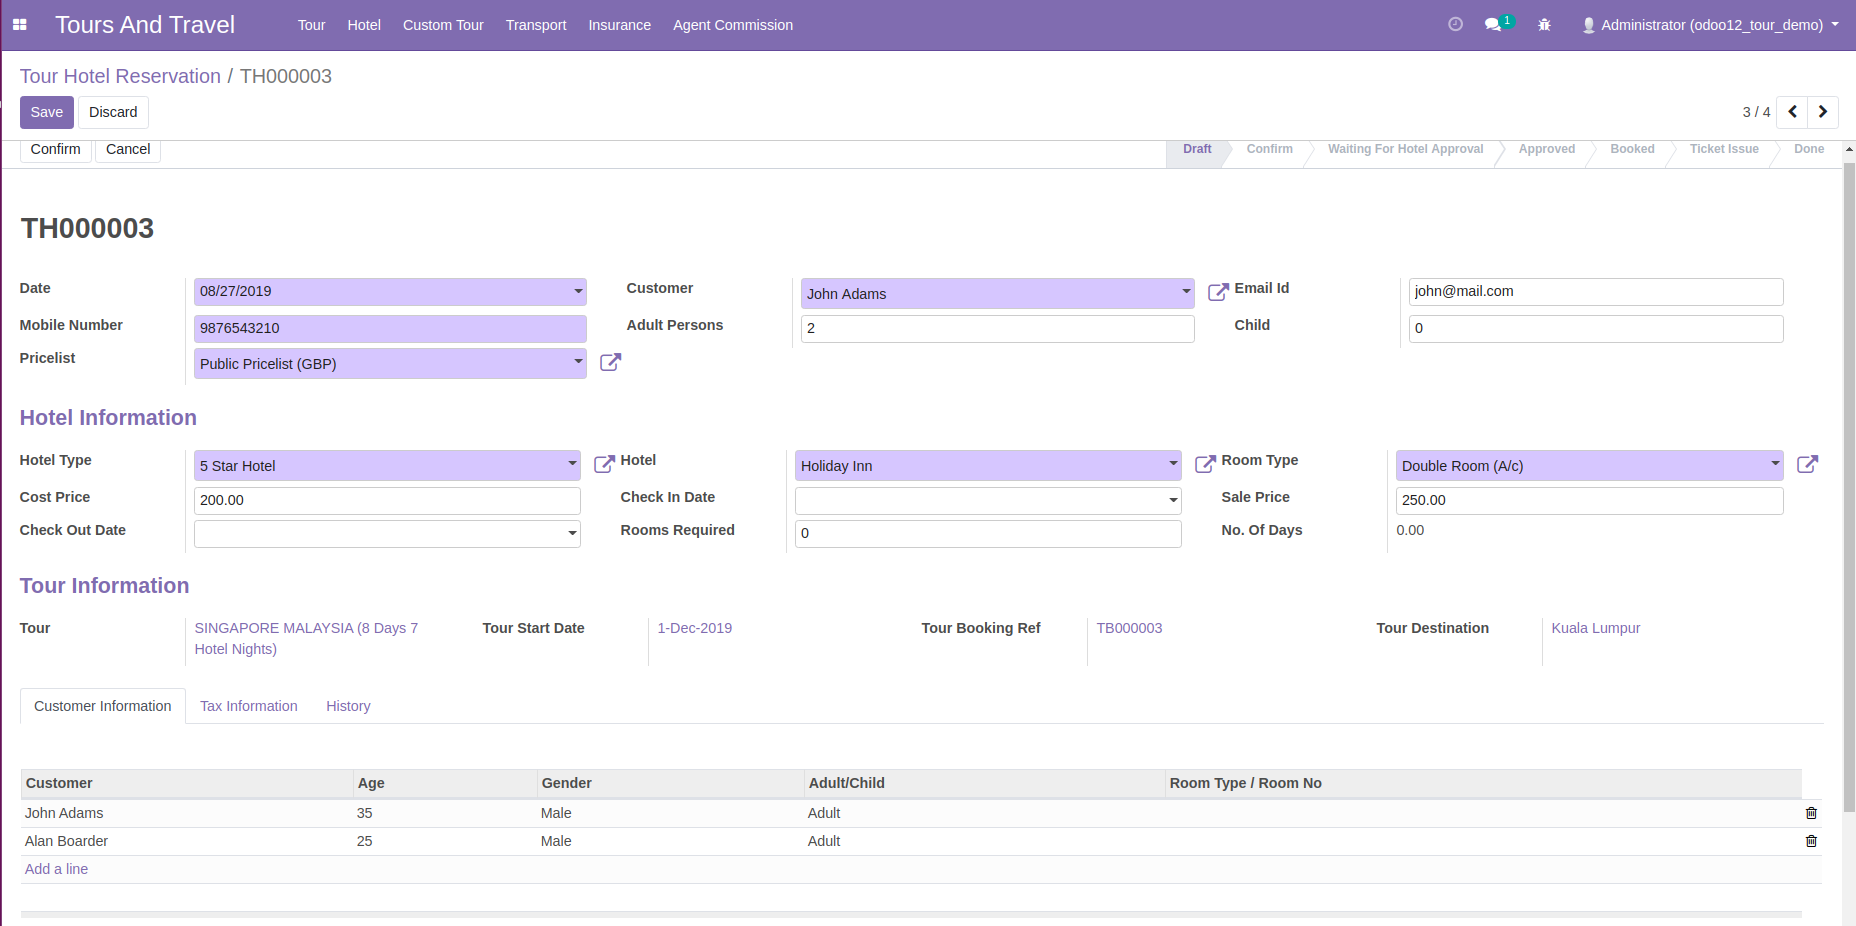 Tours And Travel Tour Hotel Custom Tour Transport Insurance Agent Commission 1 Administrator (odoo12_tour_demo)
Tour Hotel Reservation / TH000003
Save Discard 3 / 4
Confirm Cancel Draft Confirm Waiting For Hotel Approval Approved Booked Ticket Issue Done
TH000003
Date 08/27/2019 Customer John Adams Email Id john@mail.com
Mobile Number 9876543210 Adult Persons 2 Child 0
Pricelist Public Pricelist (GBP)
Hotel Information
Hotel Type 5 Star Hotel Hotel Holiday Inn Room Type Double Room (A/c)
Cost Price 200.00 Check In Date Sale Price 250.00
Check Out Date Rooms Required 0 No. Of Days 0.00
Tour Information
Tour SINGAPORE MALAYSIA (8 Days 7 Tour Start Date 1-Dec-2019 Tour Booking Ref TB000003 Tour Destination Kuala Lumpur
Hotel Nights)
Customer Information Tax Information History
Customer Age Gender Adult/Child Room Type / Room No
John Adams 35 Male Adult
Alan Boarder 25 Male Adult
Add a line